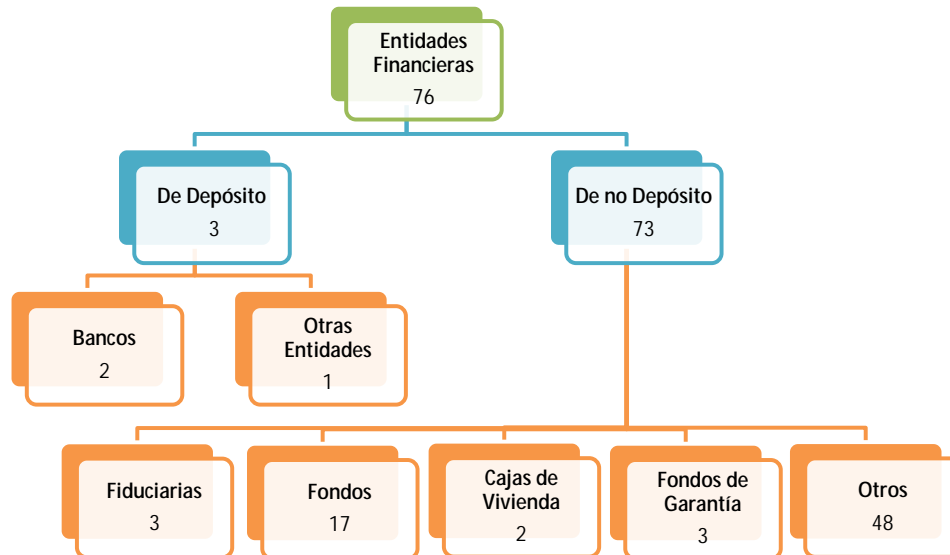 Entidades
Financieras
76
De Depósito
3
De no Depósito
73
Bancos
2
Otras
Entidades
1
Fiduciarias
3
Fondos
17
Cajas de
Vivienda
2
Fondos de
Garantía
3
Otros
48